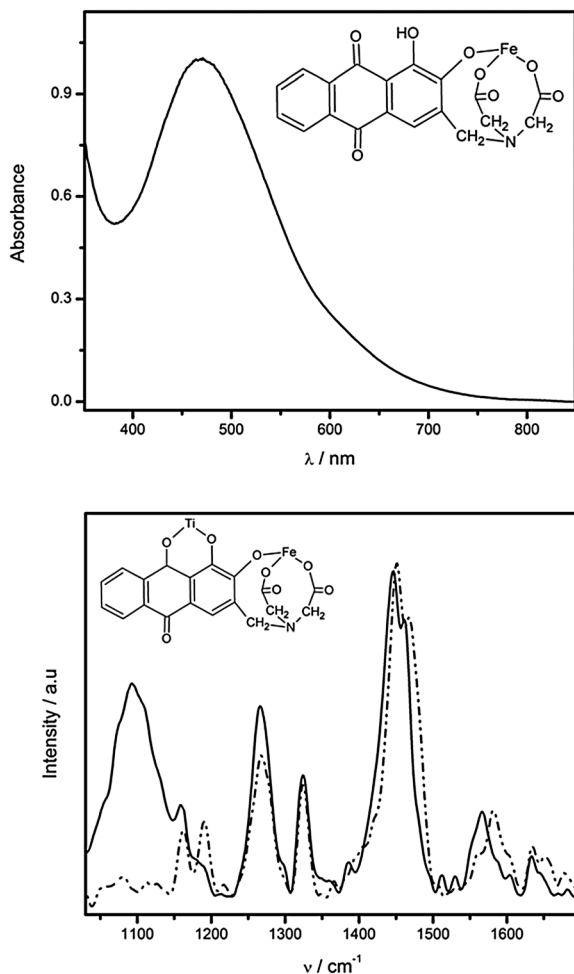 0.9
0.6
0.3
0.0
Absorbance
400 500 600 700 800
λ / nm
O HO O Fe
O O
O O
O CH₂ CH₂
CH₂ N
Ti
O O O Fe
O O
O O
O CH₂ CH₂
CH₂ N
Intensity / a.u
1100 1200 1300 1400 1500 1600
ν / cm⁻¹